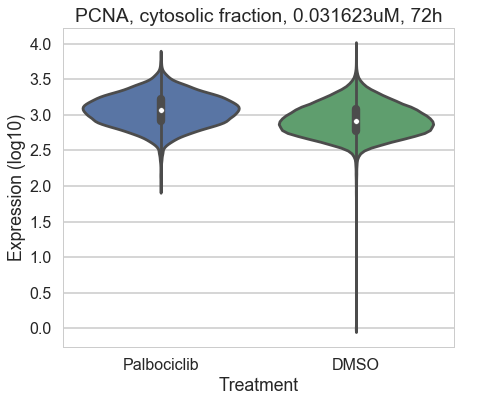 PCNA, cytosolic fraction, 0.031623uM, 72h
4.0
3.5
3.0
2.5
2.0
1.5
1.0
0.5
0.0
Expression (log10)
Palbociclib DMSO
Treatment